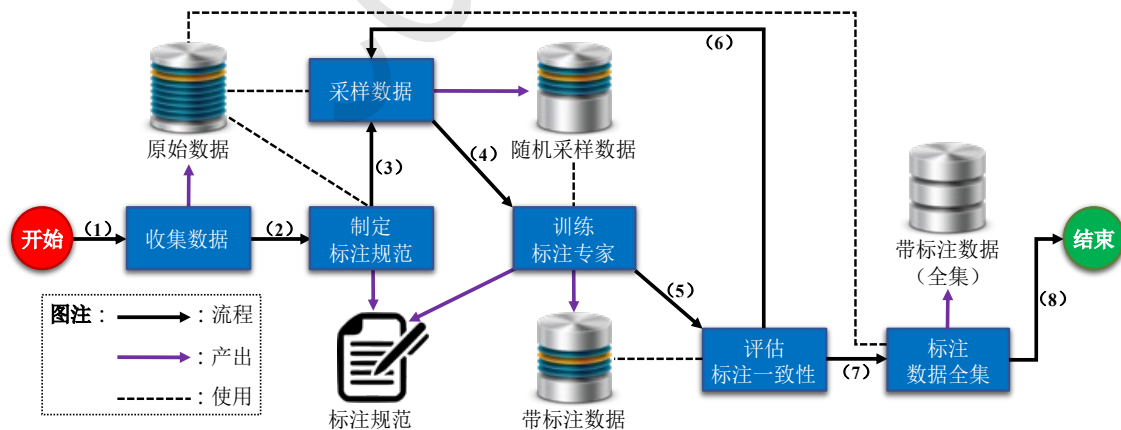 (6)
采样数据
原始数据
(3)
(4)
随机采样数据
开始
(1)
收集数据
(2)
制定
标注规范
训练
标注专家
带标注数据
(全集)
结束
图注:
:流程
:产出
:使用
标注规范
(5)
带标注数据
评估
标注一致性
(7)
标注
数据全集
(8)